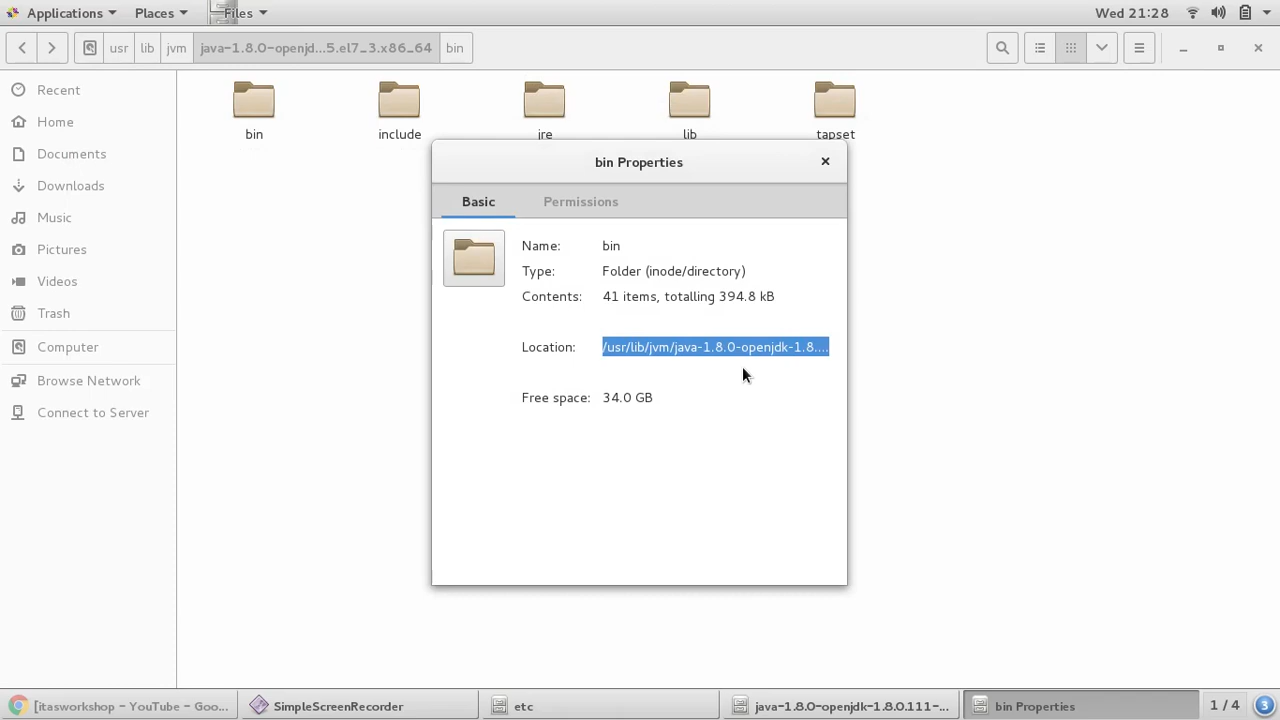 Applications Places Files Wed 21:28
usr lib jvm java-1.8.0-openjd...5.el7_3.x86_64 bin
Recent
Home
Documents
Downloads
Music
Pictures
Videos
Trash
Computer
Browse Network
Connect to Server
bin include jre lib tapset
bin Properties
Basic Permissions
Name: bin
Type: Folder (inode/directory)
Contents: 41 items, totalling 394.8 kB
Location: /usr/lib/jvm/java-1.8.0-openjdk-1.8....
Free space: 34.0 GB
[itasworkshop – YouTube – Goo... SimpleScreenRecorder etc java-1.8.0-openjdk-1.8.0.111-... bin Properties 1 / 4 3